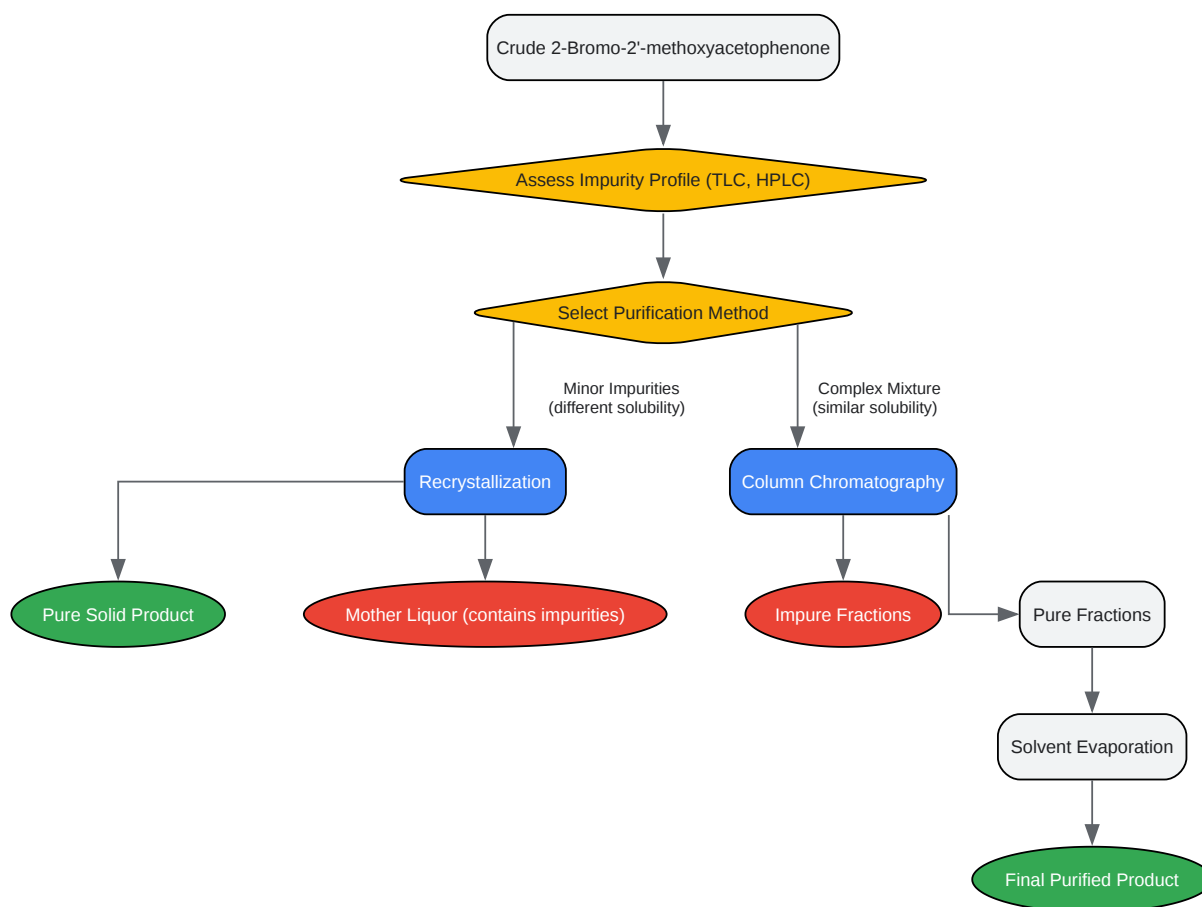 Crude 2-Bromo-2'-methoxyacetophenone
Assess Impurity Profile (TLC, HPLC)
Select Purification Method
Minor Impurities
(different solubility)
Complex Mixture
(similar solubility)
Recrystallization
Column Chromatography
Pure Solid Product
Mother Liquor (contains impurities)
Impure Fractions
Pure Fractions
Solvent Evaporation
Final Purified Product